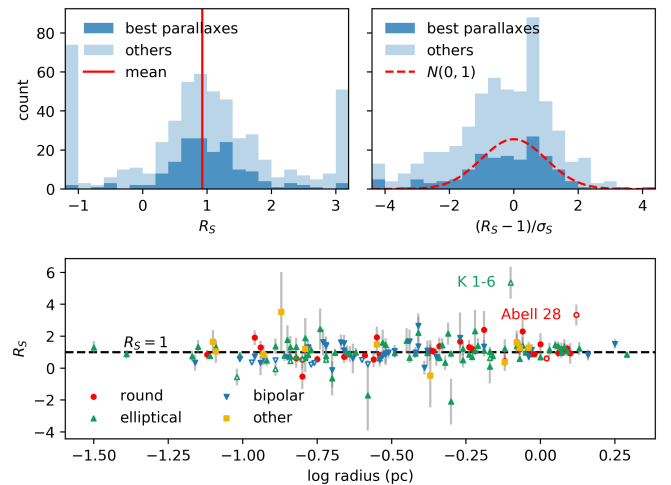 best parallaxes
others
mean
count
80
60
40
20
0
-1
0
1
2
3
R_S
best parallaxes
others
N(0, 1)
-4
-2
0
2
4
(R_S − 1)/σ_S
K 1-6
Abell 28
R_S = 1
R_S
6
4
2
0
−2
−4
round
elliptical
bipolar
other
−1.50
−1.25
−1.00
−0.75
−0.50
−0.25
0.00
0.25
log radius (pc)